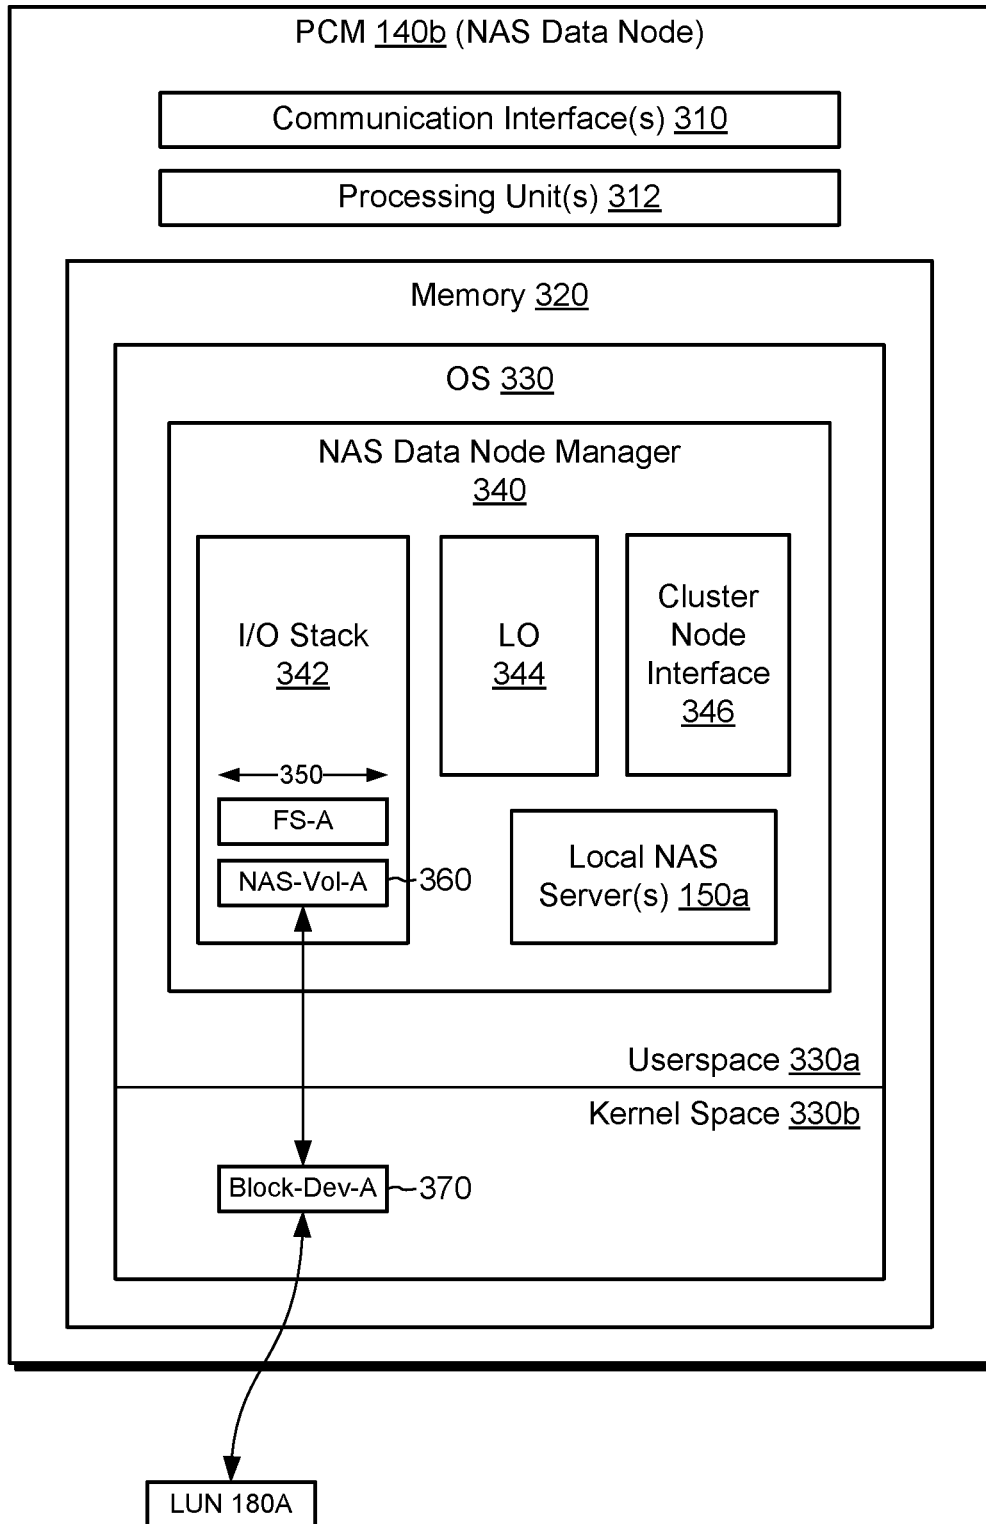 PCM 140b (NAS Data Node)
Communication Interface(s) 310
Processing Unit(s) 312
Memory 320
OS 330
NAS Data Node Manager
340
I/O Stack
342
LO
344
Cluster
Node
Interface
346
350
FS-A
NAS-Vol-A
360
Local NAS
Server(s) 150a
Userspace 330a
Kernel Space 330b
Block-Dev-A
370
LUN 180A